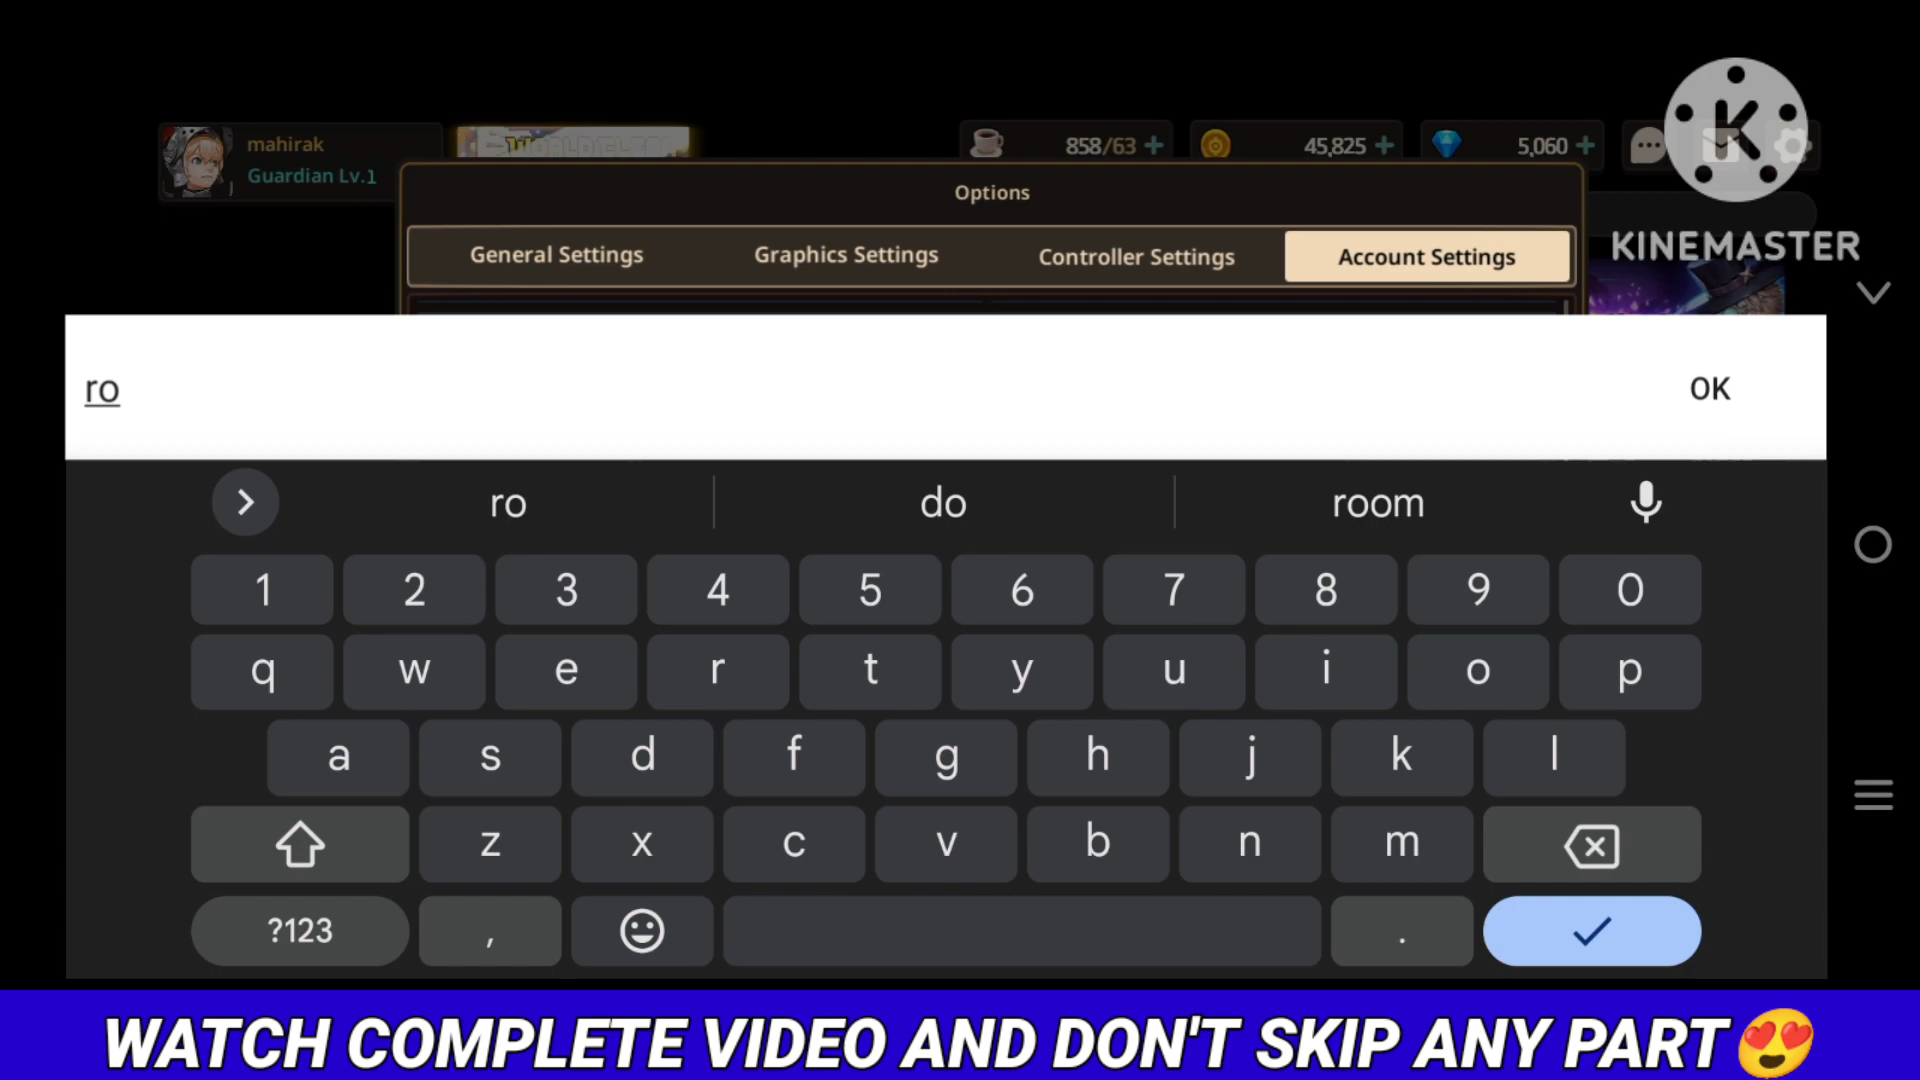 mahirak
Guardian Lv.1
858/63
45,825
5,060
K
KINEMASTER
Options
General Settings
Graphics Settings
Controller Settings
Account Settings
ro
OK
ro
do
room
1 2 3 4 5 6 7 8 9 0
q w e r t y u i o p
a s d f g h j k l
z x c v b n m
?123 , .
WATCH COMPLETE VIDEO AND DON'T SKIP ANY PART😍